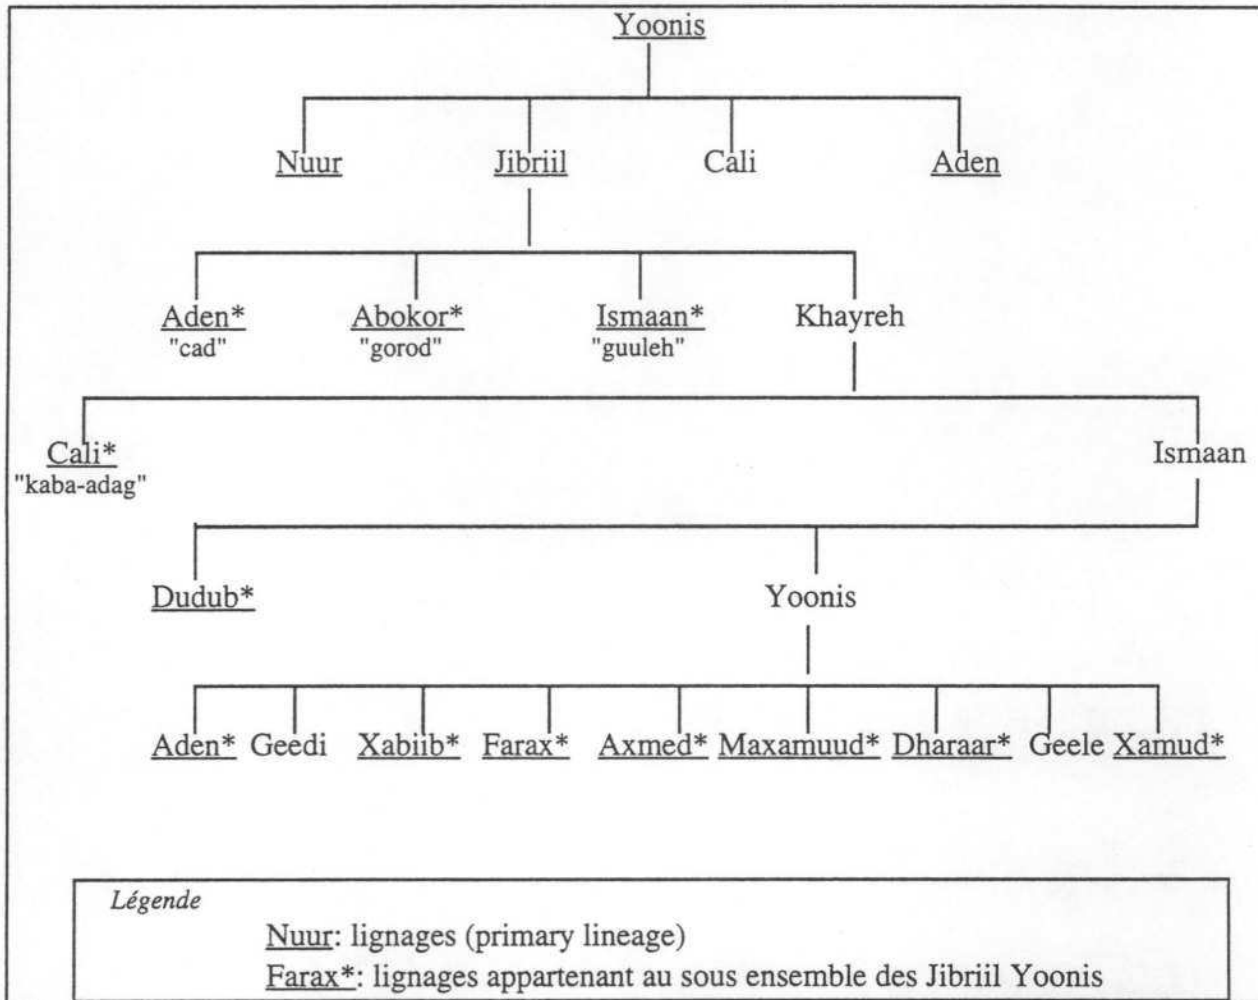 Yoonis
Nuur Jibriil Cali Aden
Aden* Abokor* Ismaan* Khayreh
"cad" "gorod" "guuleh"
Cali* Ismaan
"kaba-adag"
Dudub* Yoonis
Aden* Geedi Xabiib* Farax* Axmed* Maxamuud* Dharaar* Geele Xamud*
Légende
Nuur: lignages (primary lineage)
Farax*: lignages appartenant au sous ensemble des Jibriil Yoonis